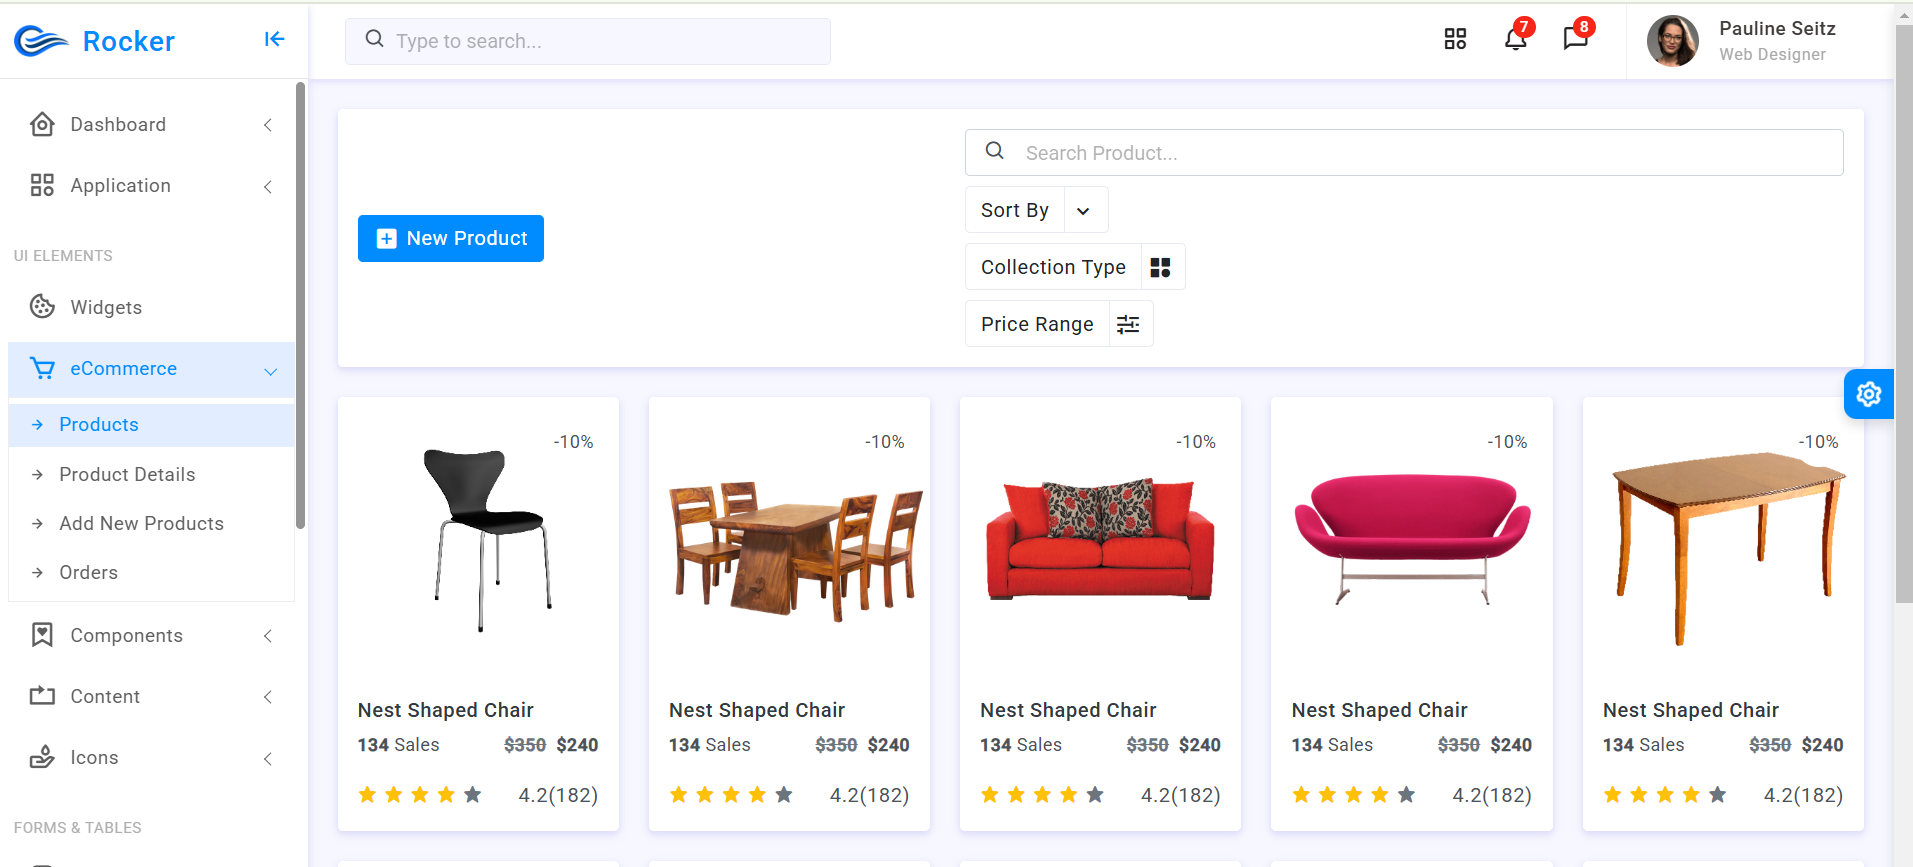 Rocker
Type to search...
7
8
Pauline Seitz
Web Designer
Dashboard
Application
UI ELEMENTS
Widgets
eCommerce
Products
Product Details
Add New Products
Orders
Components
Content
Icons
FORMS & TABLES
New Product
Search Product...
Sort By
Collection Type
Price Range
-10%
Nest Shaped Chair
134 Sales $350 $240
4.2(182)
-10%
Nest Shaped Chair
134 Sales $350 $240
4.2(182)
-10%
Nest Shaped Chair
134 Sales $350 $240
4.2(182)
-10%
Nest Shaped Chair
134 Sales $350 $240
4.2(182)
-10%
Nest Shaped Chair
134 Sales $350 $240
4.2(182)